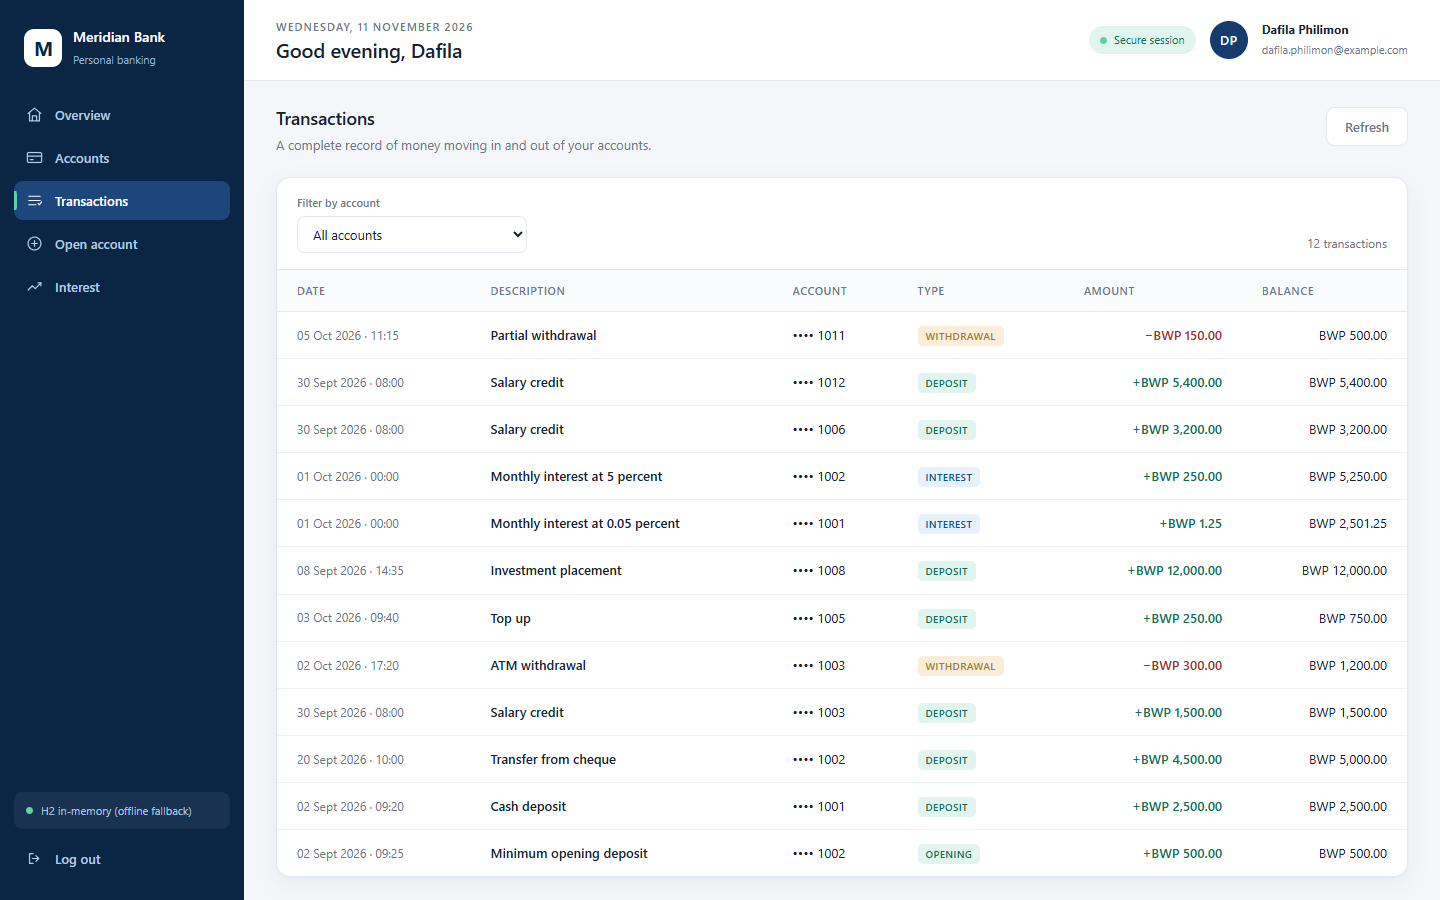 M
Meridian Bank
Personal banking
Overview
Accounts
Transactions
Open account
Interest
H2 in-memory (offline fallback)
Log out
WEDNESDAY, 11 NOVEMBER 2026
Good evening, Dafila
Secure session
DP
Dafila Philimon
dafila.philimon@example.com
Transactions
A complete record of money moving in and out of your accounts.
Refresh
Filter by account
All accounts
12 transactions
DATE DESCRIPTION ACCOUNT TYPE AMOUNT BALANCE
05 Oct 2026 · 11:15 Partial withdrawal •••• 1011 WITHDRAWAL −BWP 150.00 BWP 500.00
30 Sept 2026 · 08:00 Salary credit •••• 1012 DEPOSIT +BWP 5,400.00 BWP 5,400.00
30 Sept 2026 · 08:00 Salary credit •••• 1006 DEPOSIT +BWP 3,200.00 BWP 3,200.00
01 Oct 2026 · 00:00 Monthly interest at 5 percent •••• 1002 INTEREST +BWP 250.00 BWP 5,250.00
01 Oct 2026 · 00:00 Monthly interest at 0.05 percent •••• 1001 INTEREST +BWP 1.25 BWP 2,501.25
08 Sept 2026 · 14:35 Investment placement •••• 1008 DEPOSIT +BWP 12,000.00 BWP 12,000.00
03 Oct 2026 · 09:40 Top up •••• 1005 DEPOSIT +BWP 250.00 BWP 750.00
02 Oct 2026 · 17:20 ATM withdrawal •••• 1003 WITHDRAWAL −BWP 300.00 BWP 1,200.00
30 Sept 2026 · 08:00 Salary credit •••• 1003 DEPOSIT +BWP 1,500.00 BWP 1,500.00
20 Sept 2026 · 10:00 Transfer from cheque •••• 1002 DEPOSIT +BWP 4,500.00 BWP 5,000.00
02 Sept 2026 · 09:20 Cash deposit •••• 1001 DEPOSIT +BWP 2,500.00 BWP 2,500.00
02 Sept 2026 · 09:25 Minimum opening deposit •••• 1002 OPENING +BWP 500.00 BWP 500.00